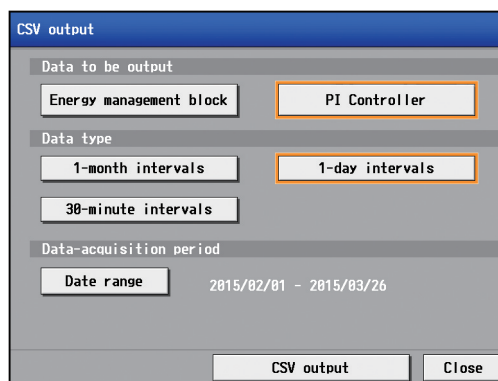 CSV output
Data to be output
Energy management block PI Controller
Data type
1-month intervals 1-day intervals
30-minute intervals
Data-acquisition period
Date range 2015/02/01 - 2015/03/26
CSV output Close